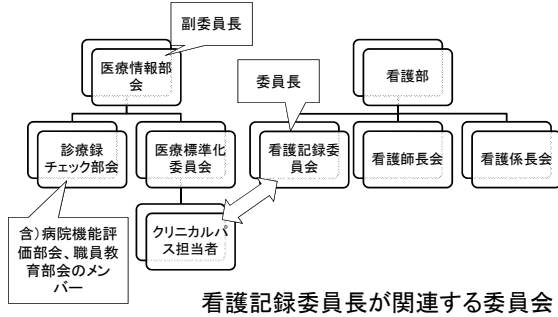 副委員長
医療情報部
会
委員長
看護部
診療録
チェック部会
医療標準化
委員会
看護記録委
員会
看護師長会
看護係長会
含)病院機能評
価部会、職員教
育部会のメン
バー
クリニカルパ
ス担当者
看護記録委員長が関連する委員会